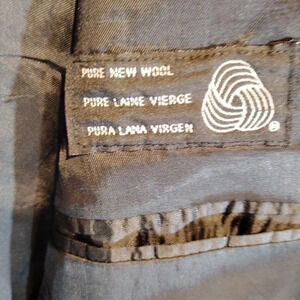 PURE NEW WOOL
PURE LAINE VIERGE
PURA LANA VIRGEN
®